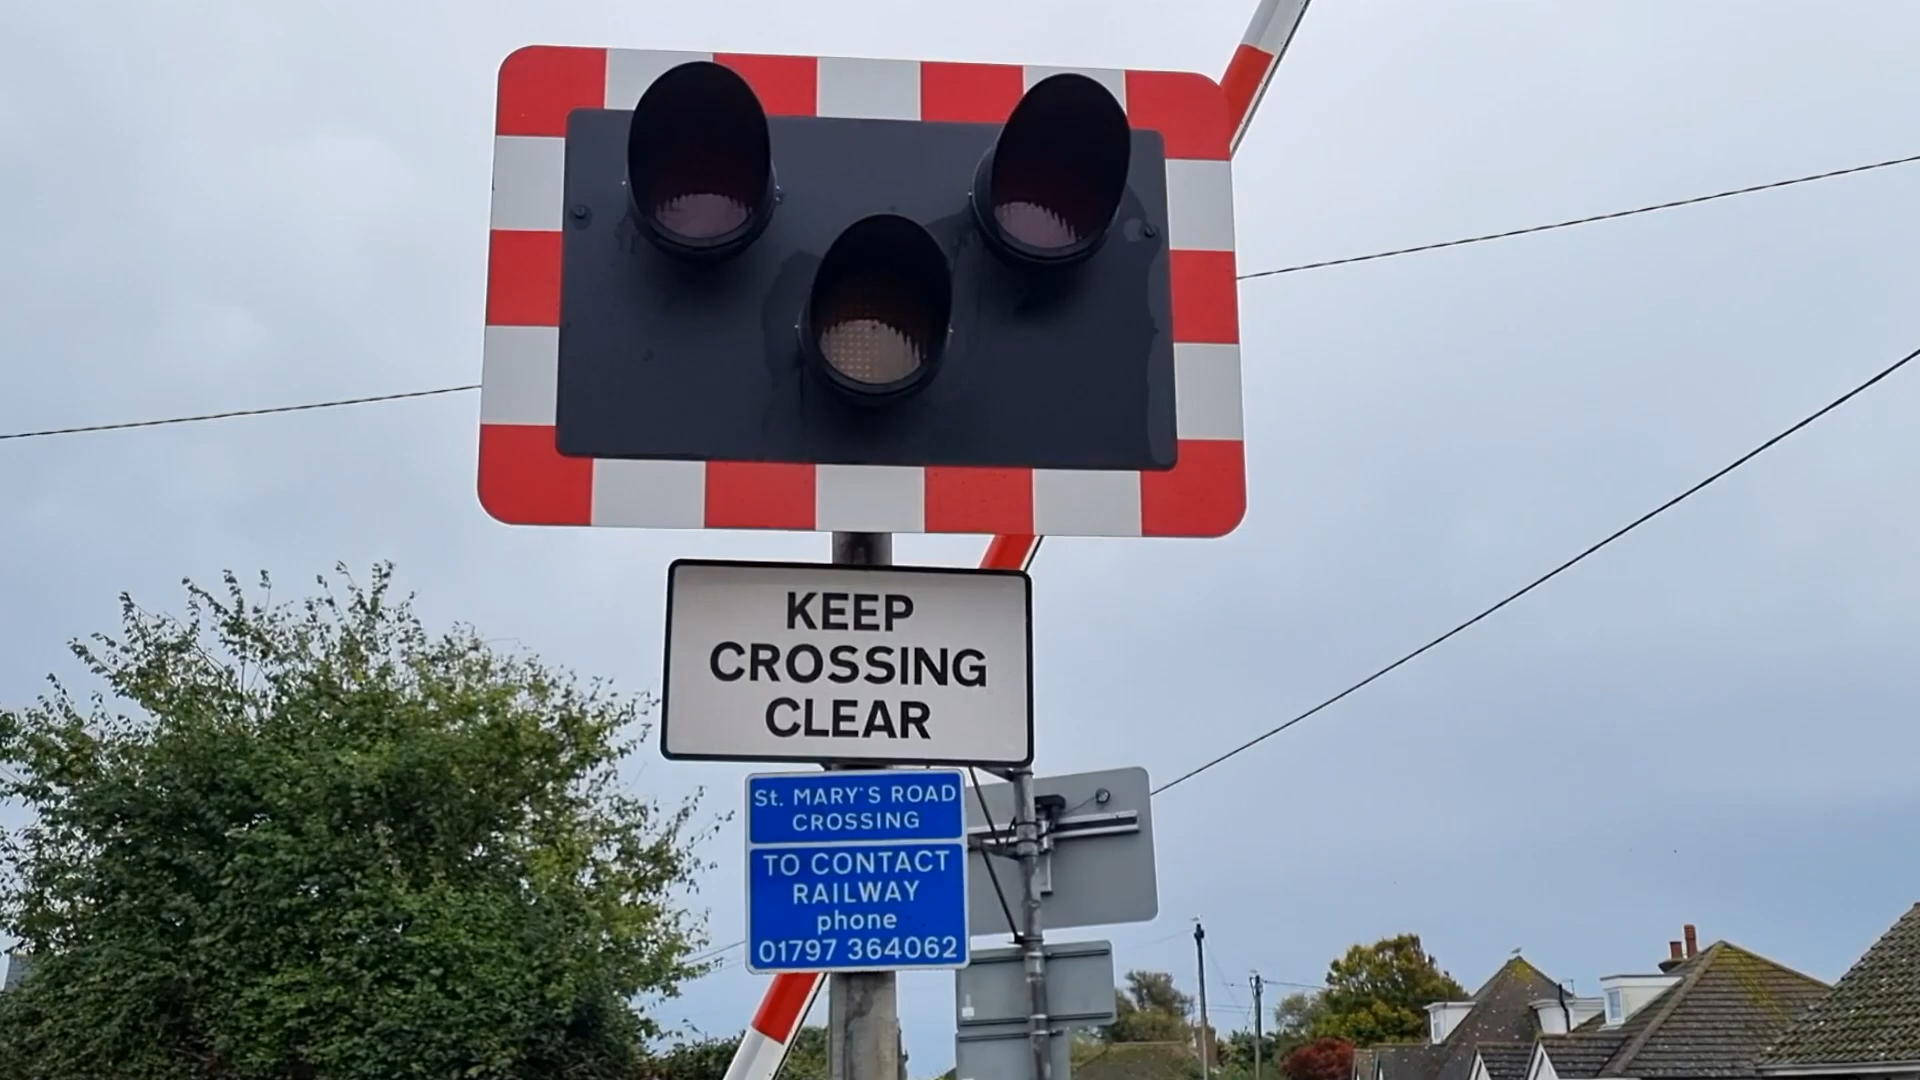 KEEP
CROSSING
CLEAR
St. MARY'S ROAD
CROSSING
TO CONTACT
RAILWAY
phone
01797 364062